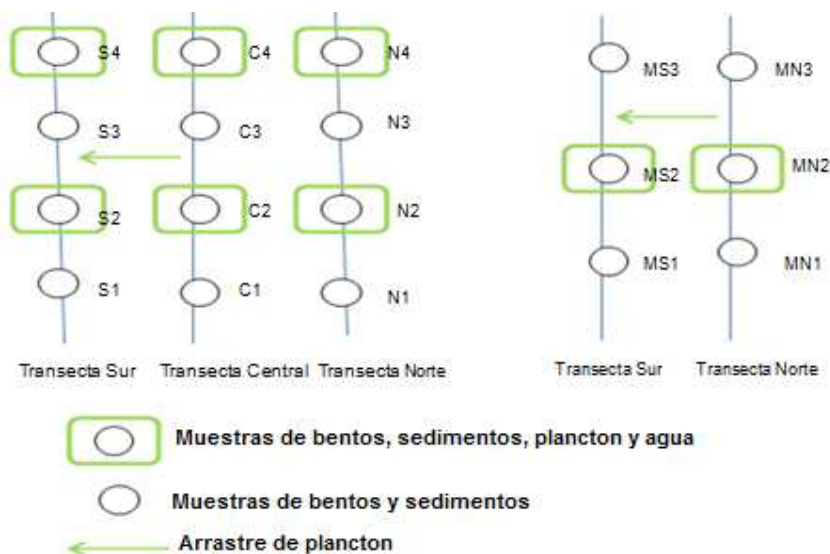 S4 C4 N4 MS3 MN3
S3 C3 N3
S2 C2 N2 MS2 MN2
S1 C1 N1 MS1 MN1
Transecta Sur Transecta Central Transecta Norte Transecta Sur Transecta Norte
Muestras de bentos, sedimentos, plancton y agua
Muestras de bentos y sedimentos
Arrastre de plancton